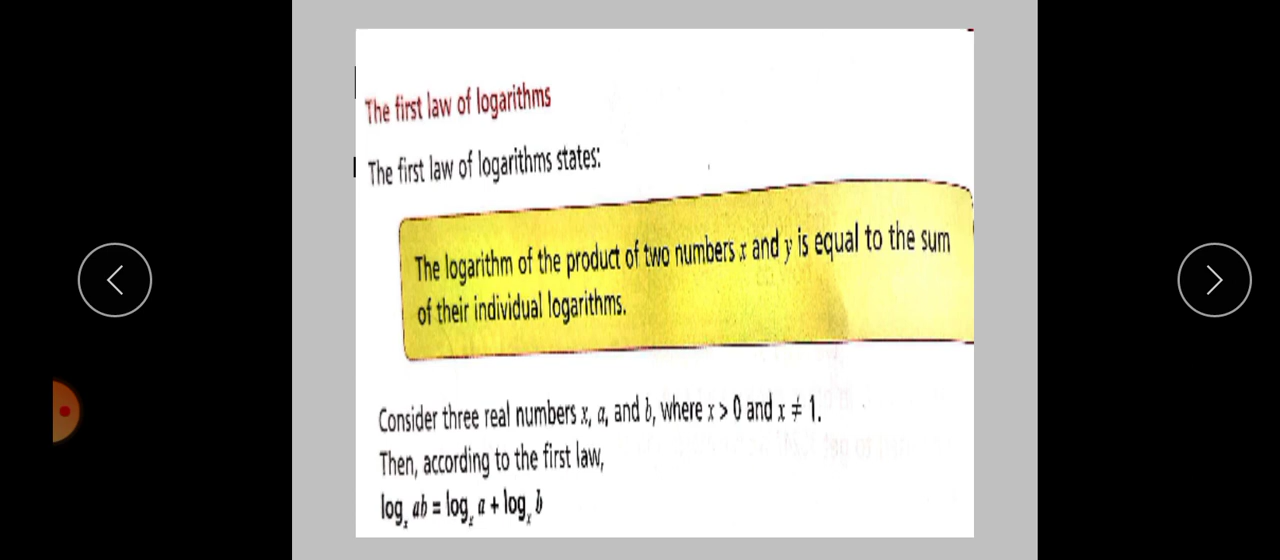 The first law of logarithms
The first law of logarithms states:
The logarithm of the product of two numbers x and y is equal to the sum
of their individual logarithms.
Consider three real numbers x, a, and b, where x > 0 and x ≠ 1.
Then, according to the first law,
logₓ ab = logₓ a + logₓ b